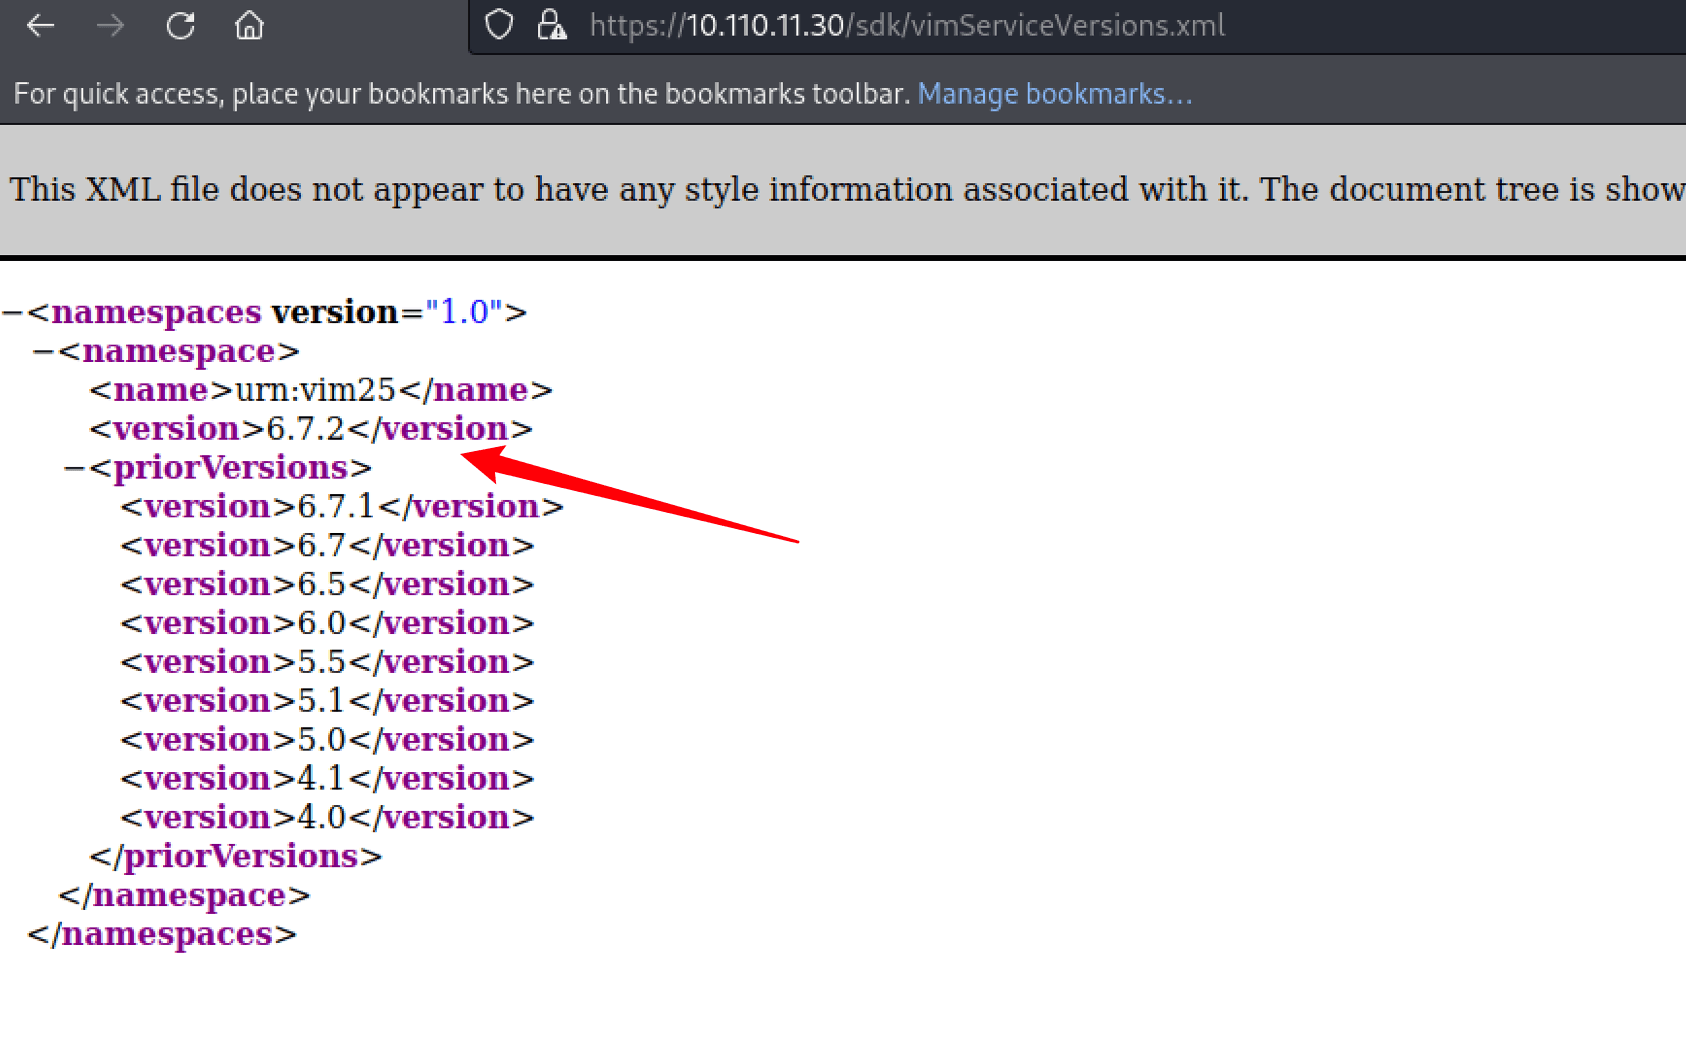 https://10.110.11.30/sdk/vimServiceVersions.xml
For quick access, place your bookmarks here on the bookmarks toolbar. Manage bookmarks...
This XML file does not appear to have any style information associated with it. The document tree is show
−<namespaces version="1.0">
−<namespace>
<name>urn:vim25</name>
<version>6.7.2</version>
−<priorVersions>
<version>6.7.1</version>
<version>6.7</version>
<version>6.5</version>
<version>6.0</version>
<version>5.5</version>
<version>5.1</version>
<version>5.0</version>
<version>4.1</version>
<version>4.0</version>
</priorVersions>
</namespace>
</namespaces>